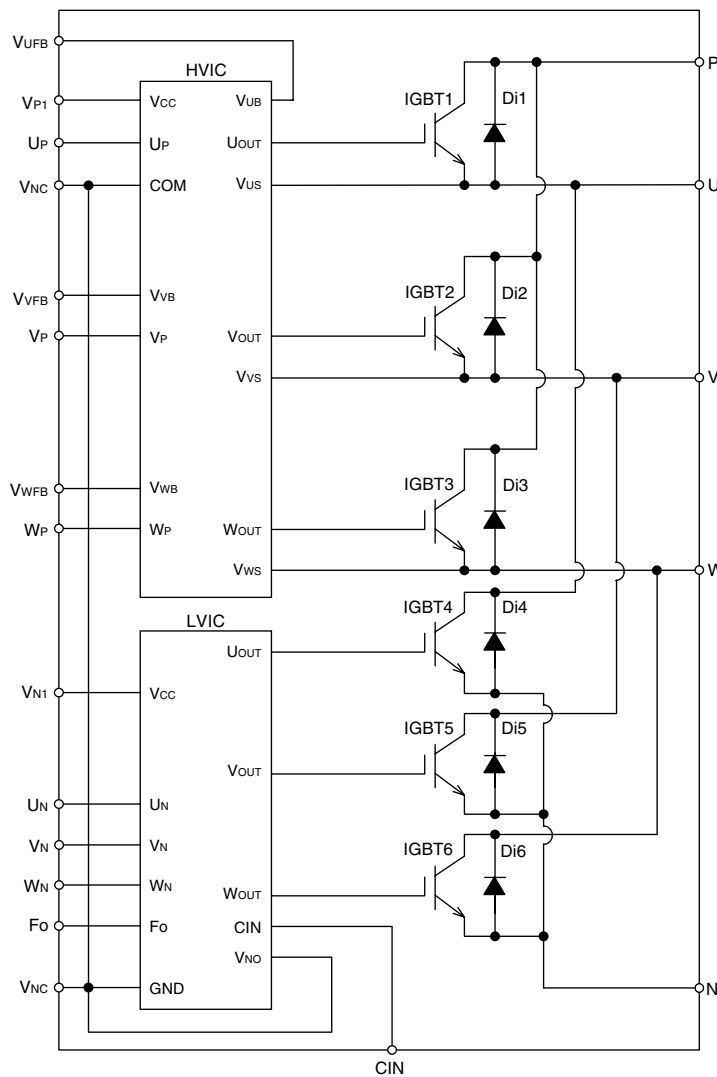 VUFB
HVIC
P
VP1
VCC
VUB
IGBT1
Di1
UP
UP
UOUT
VNC
COM
VUS
U
IGBT2
Di2
VVFB
VVB
VP
VP
VOUT
VVS
V
IGBT3
Di3
VWFB
VWB
WP
WP
WOUT
VWS
W
LVIC
IGBT4
Di4
UOUT
VN1
VCC
IGBT5
Di5
VOUT
UN
UN
VN
VN
IGBT6
Di6
WN
WN
WOUT
Fo
Fo
CIN
VNO
VNC
GND
N
CIN